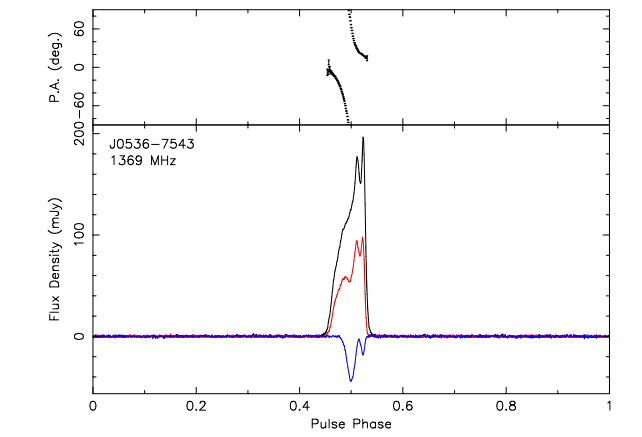 P.A. (deg.)
60
0
−60
J0536−7543
1369 MHz
Flux Density (mJy)
200
100
0
0 0.2 0.4 0.6 0.8 1
Pulse Phase